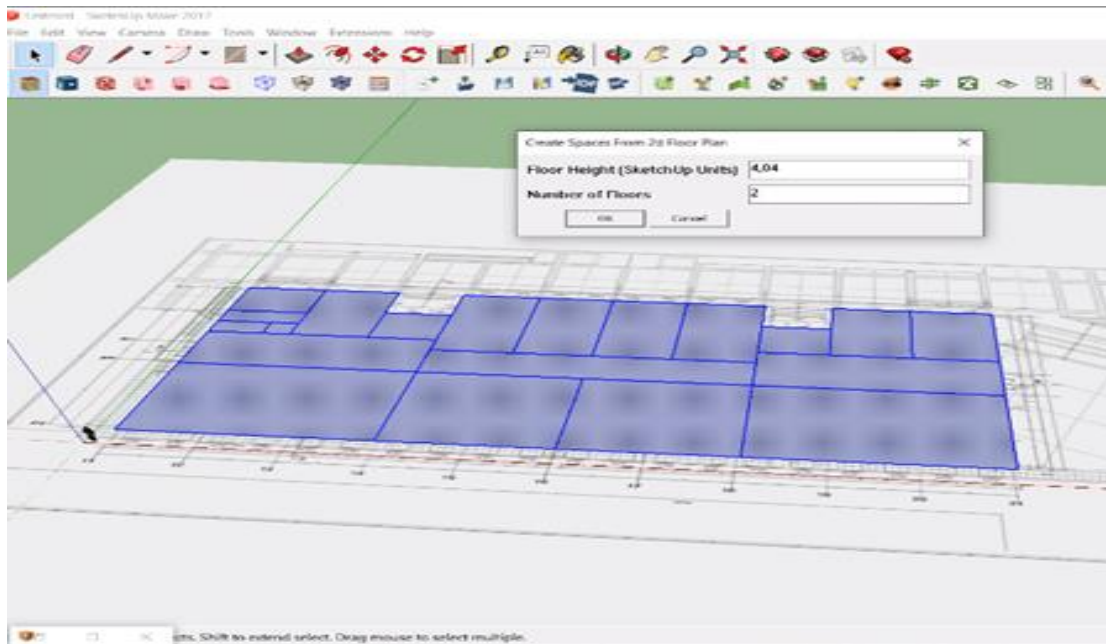 Untitled - SketchUp Make 2017
File Edit View Camera Draw Tools Window Extensions Help
Create Spaces From 2d Floor Plan
Floor Height (SketchUp Units) 4,04
Number of Floors 2
OK Cancel
cts. Shift to extend select. Drag mouse to select multiple.